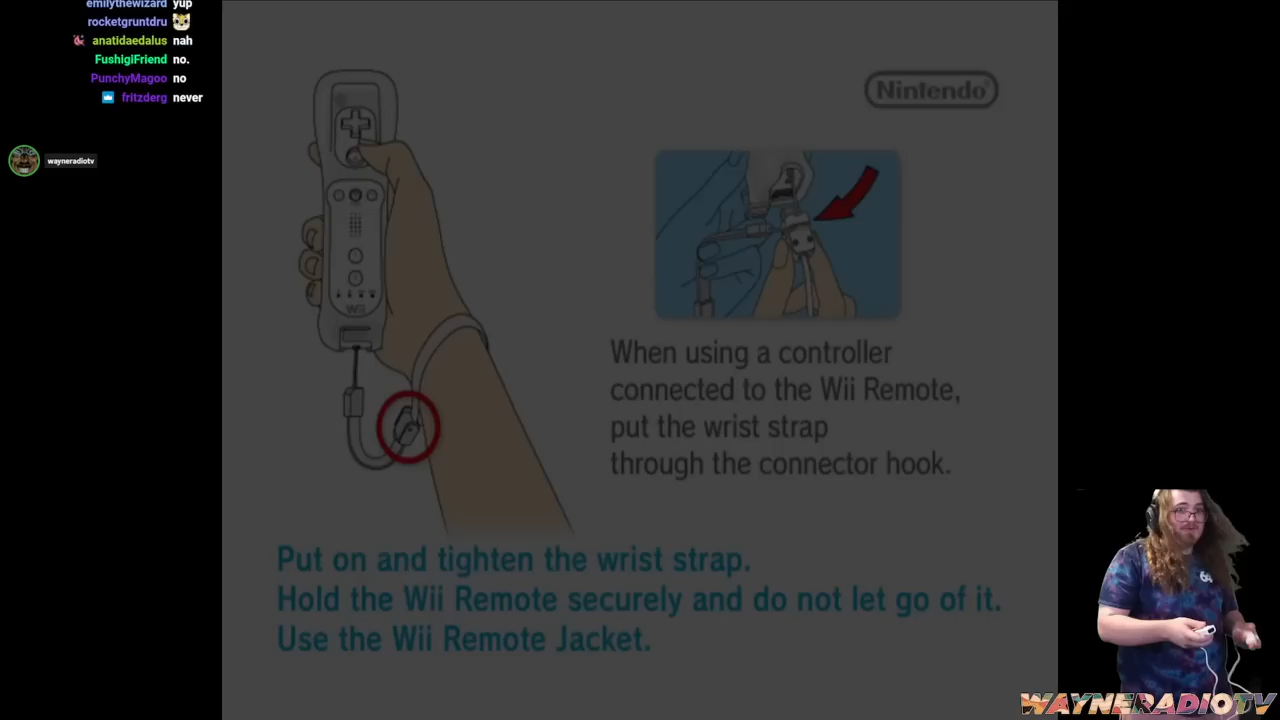 emilythewizard yup
rocketgruntdru
anatidaedalus nah
FushigiFriend no.
PunchyMagoo no
fritzderg never
wayneradiotv
Nintendo
Wii
When using a controller
connected to the Wii Remote,
put the wrist strap
through the connector hook.
Put on and tighten the wrist strap.
Hold the Wii Remote securely and do not let go of it.
Use the Wii Remote Jacket.
64
WAYNERADIOTV